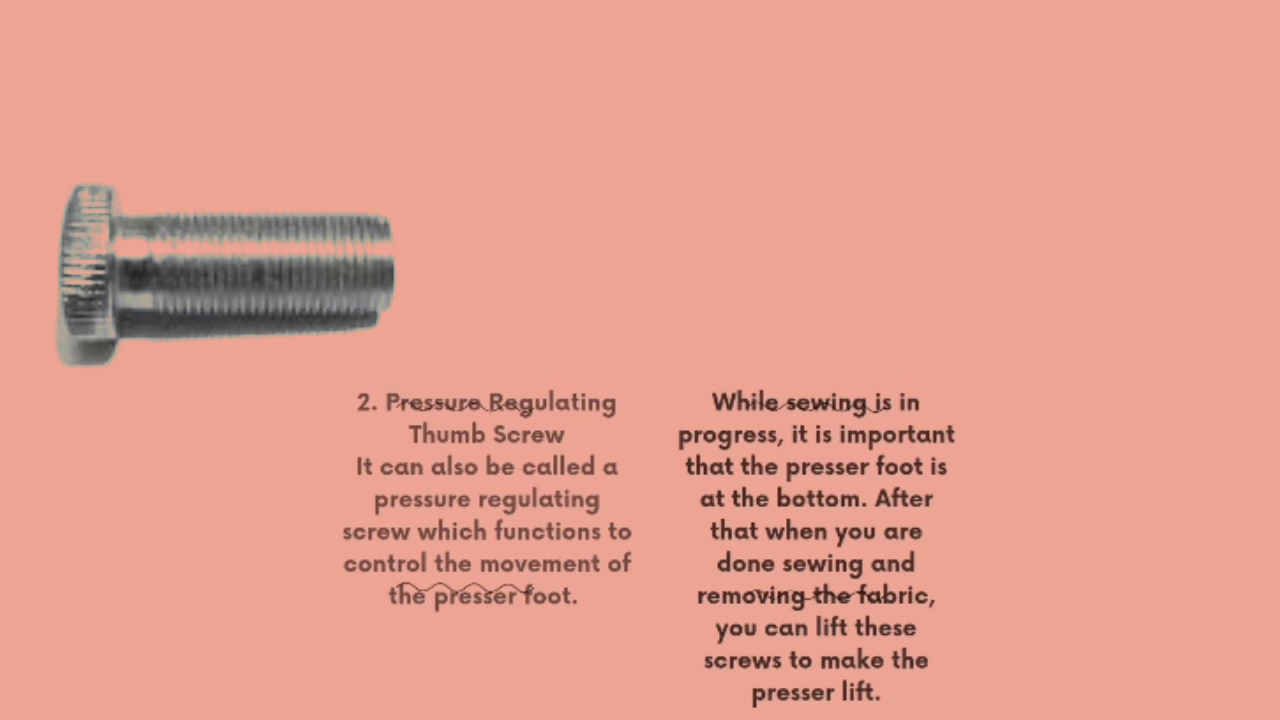 2. Pressure Regulating
Thumb Screw
It can also be called a
pressure regulating
screw which functions to
control the movement of
the presser foot.
While sewing is in
progress, it is important
that the presser foot is
at the bottom. After
that when you are
done sewing and
removing the fabric,
you can lift these
screws to make the
presser lift.